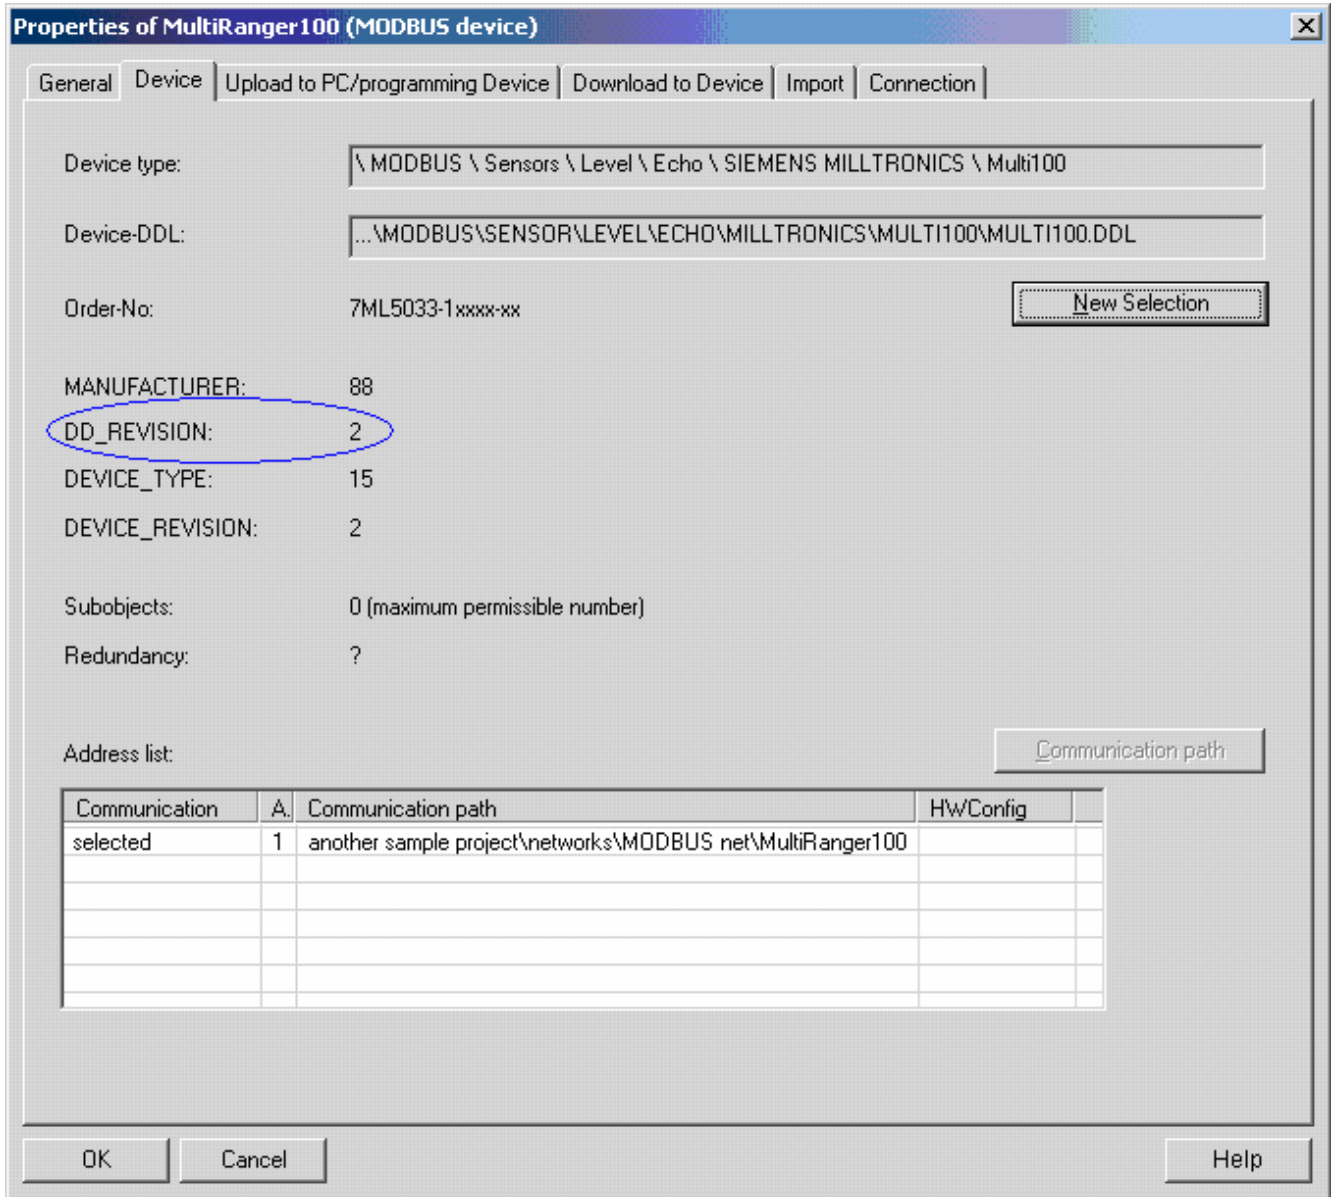 Properties of MultiRanger100 (MODBUS device)
General Device Upload to PC/programming Device Download to Device Import Connection
Device type: \ MODBUS \ Sensors \ Level \ Echo \ SIEMENS MILLTRONICS \ Multi100
Device-DDL: ...\MODBUS\SENSOR\LEVEL\ECHO\MILLTRONICS\MULTI100\MULTI100.DDL
Order-No: 7ML5033-1xxxx-xx New Selection
MANUFACTURER: 88
DD_REVISION: 2
DEVICE_TYPE: 15
DEVICE_REVISION: 2
Subobjects: 0 (maximum permissible number)
Redundancy: ?
Address list: Communication path
Communication A. Communication path HWConfig
selected 1 another sample project\networks\MODBUS net\MultiRanger100
OK Cancel Help